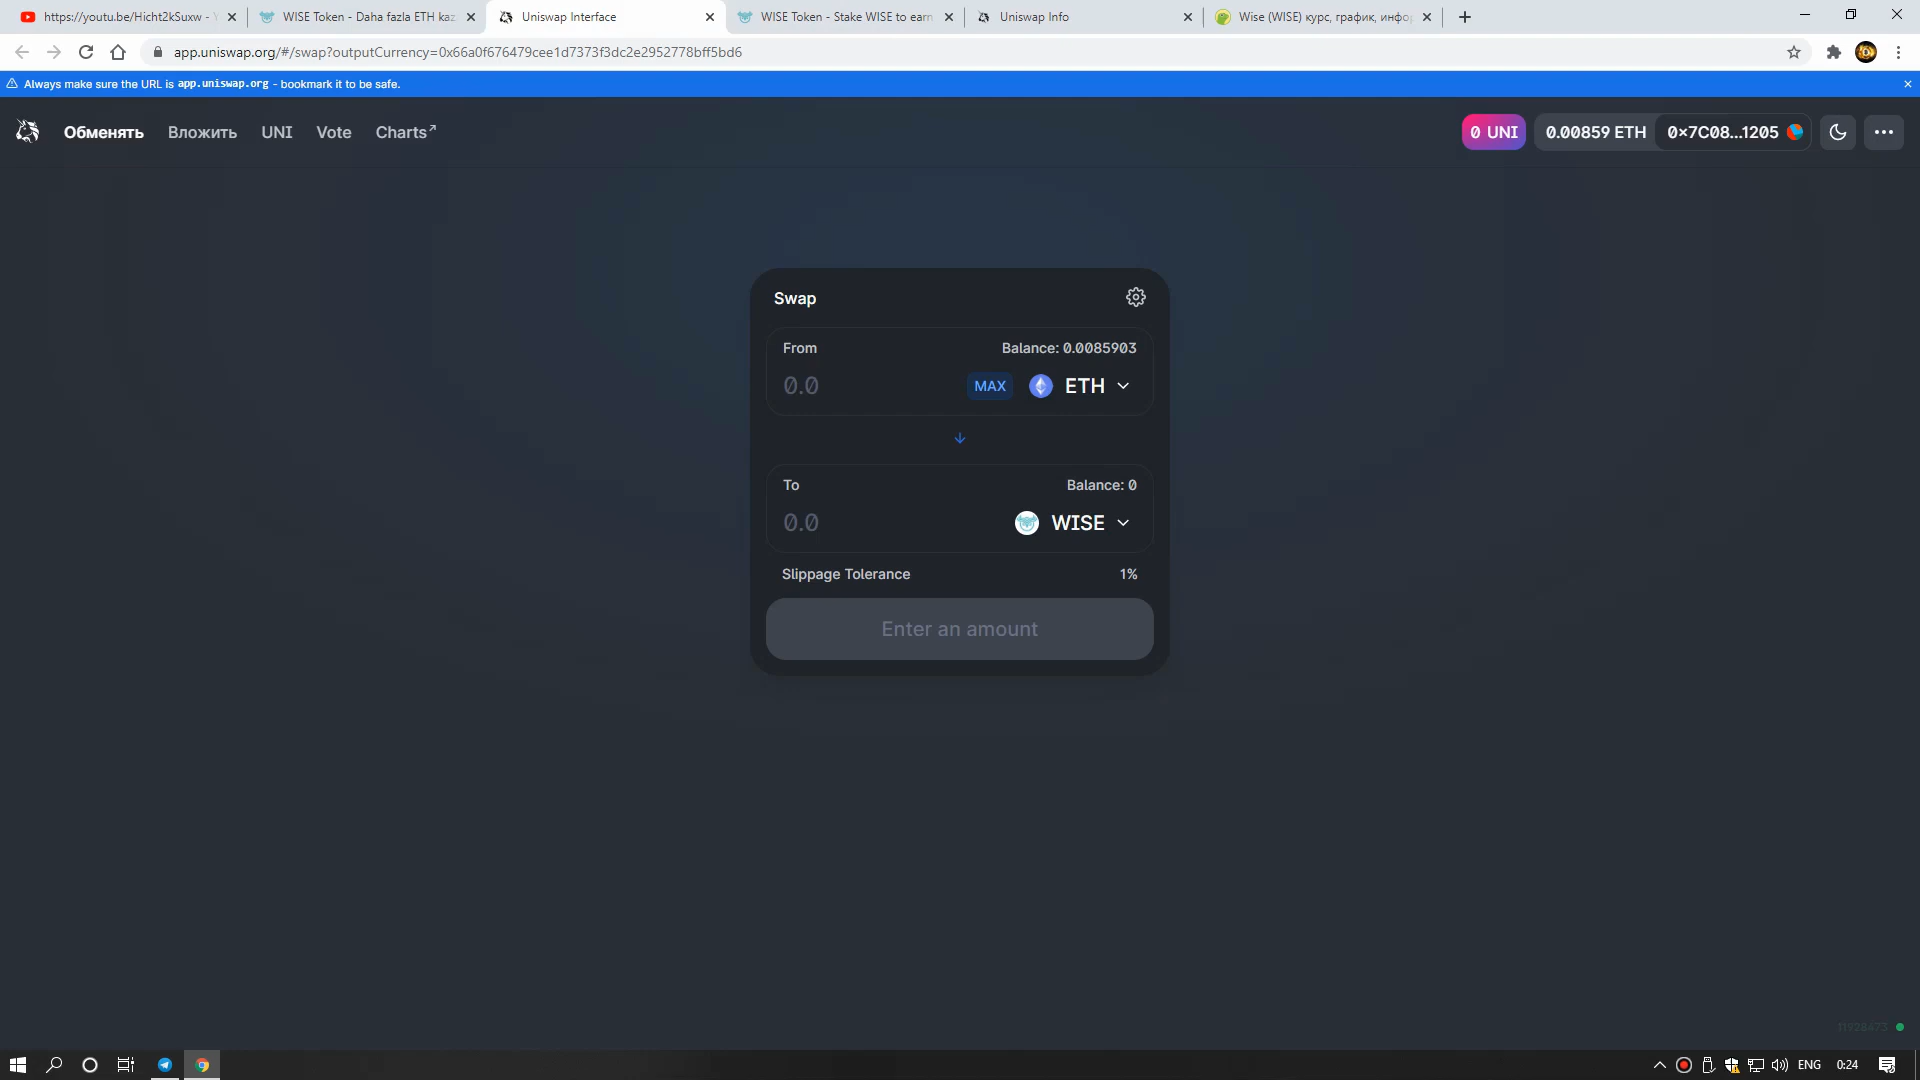 https://youtu.be/Hicht2kSuxw - Y
WISE Token - Daha fazla ETH kaz
Uniswap Interface
WISE Token - Stake WISE to earn
Uniswap Info
Wise (WISE) курс, график, инфо
app.uniswap.org/#/swap?outputCurrency=0x66a0f676479cee1d7373f3dc2e2952778bff5bd6
Always make sure the URL is app.uniswap.org - bookmark it to be safe.
Обменять
Вложить
UNI
Vote
Charts↗
0 UNI
0.00859 ETH
0×7C08...1205
Swap
From
Balance: 0.0085903
0.0
MAX
ETH
To
Balance: 0
0.0
WISE
Slippage Tolerance
1%
Enter an amount
11928473
ENG
0:24